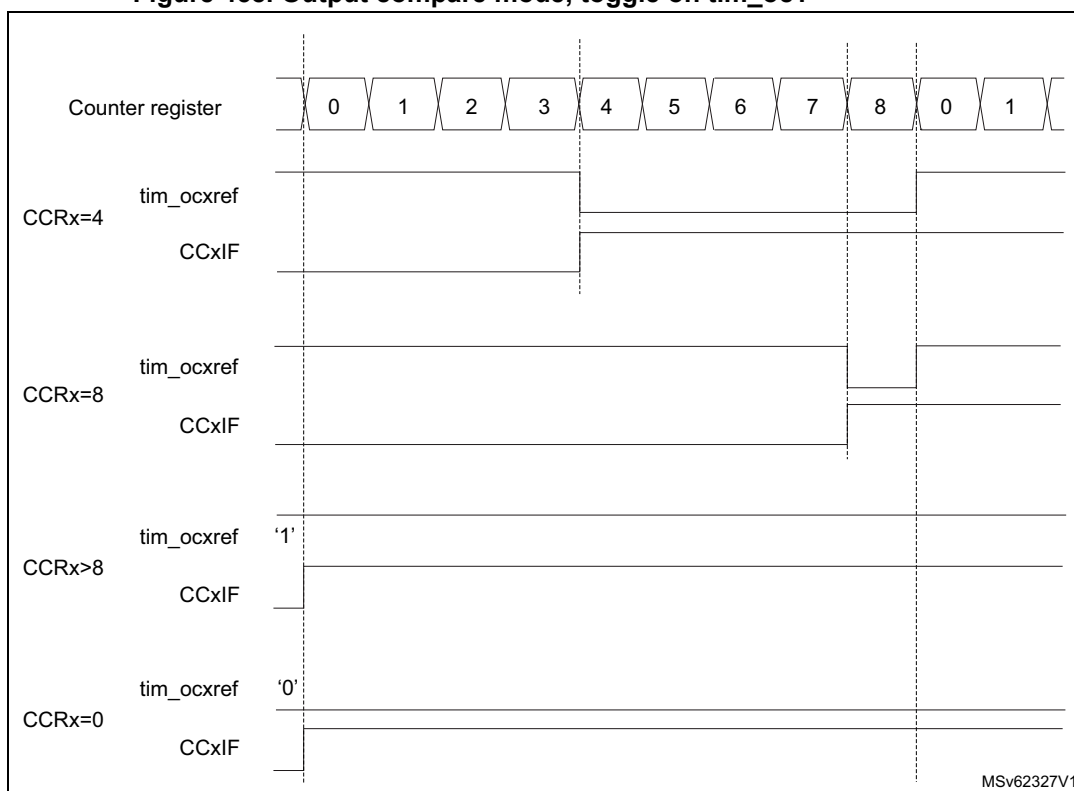 Counter register 0 1 2 3 4 5 6 7 8 0 1
tim_ocxref
CCRx=4
CCxIF
tim_ocxref
CCRx=8
CCxIF
tim_ocxref ‘1’
CCRx>8
CCxIF
tim_ocxref ‘0’
CCRx=0
CCxIF
MSv62327V1